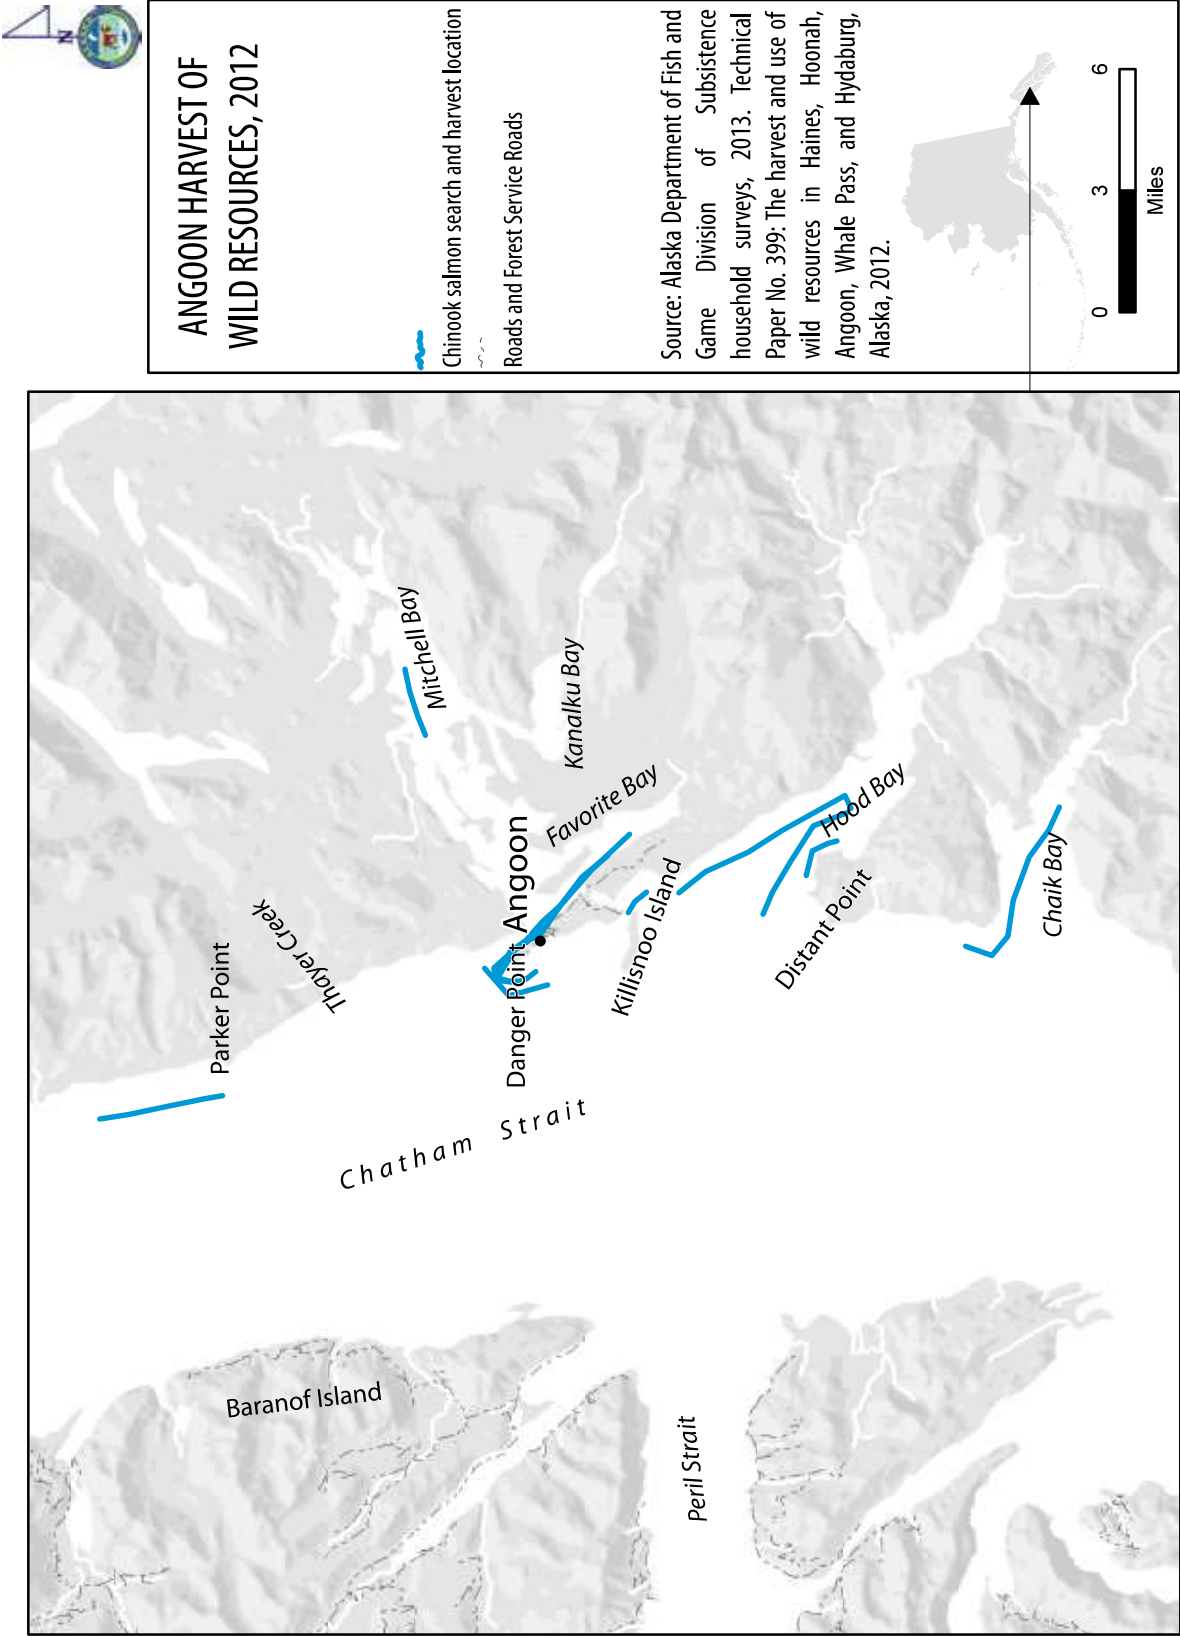 ANGOON HARVEST OF
WILD RESOURCES, 2012
Chinook salmon search and harvest location
Roads and Forest Service Roads
Source: Alaska Department of Fish and
Game Division of Subsistence
household surveys, 2013. Technical
Paper No. 399: The harvest and use of
wild resources in Haines, Hoonah,
Angoon, Whale Pass, and Hydaburg,
Alaska, 2012.
0 3 6
Miles
N
Parker Point
Thayer Creek
Mitchell Bay
Kanalku Bay
Favorite Bay
Angoon
Danger Point
Killisnoo Island
Hood Bay
Distant Point
Chaik Bay
Chatham Strait
Baranof Island
Peril Strait